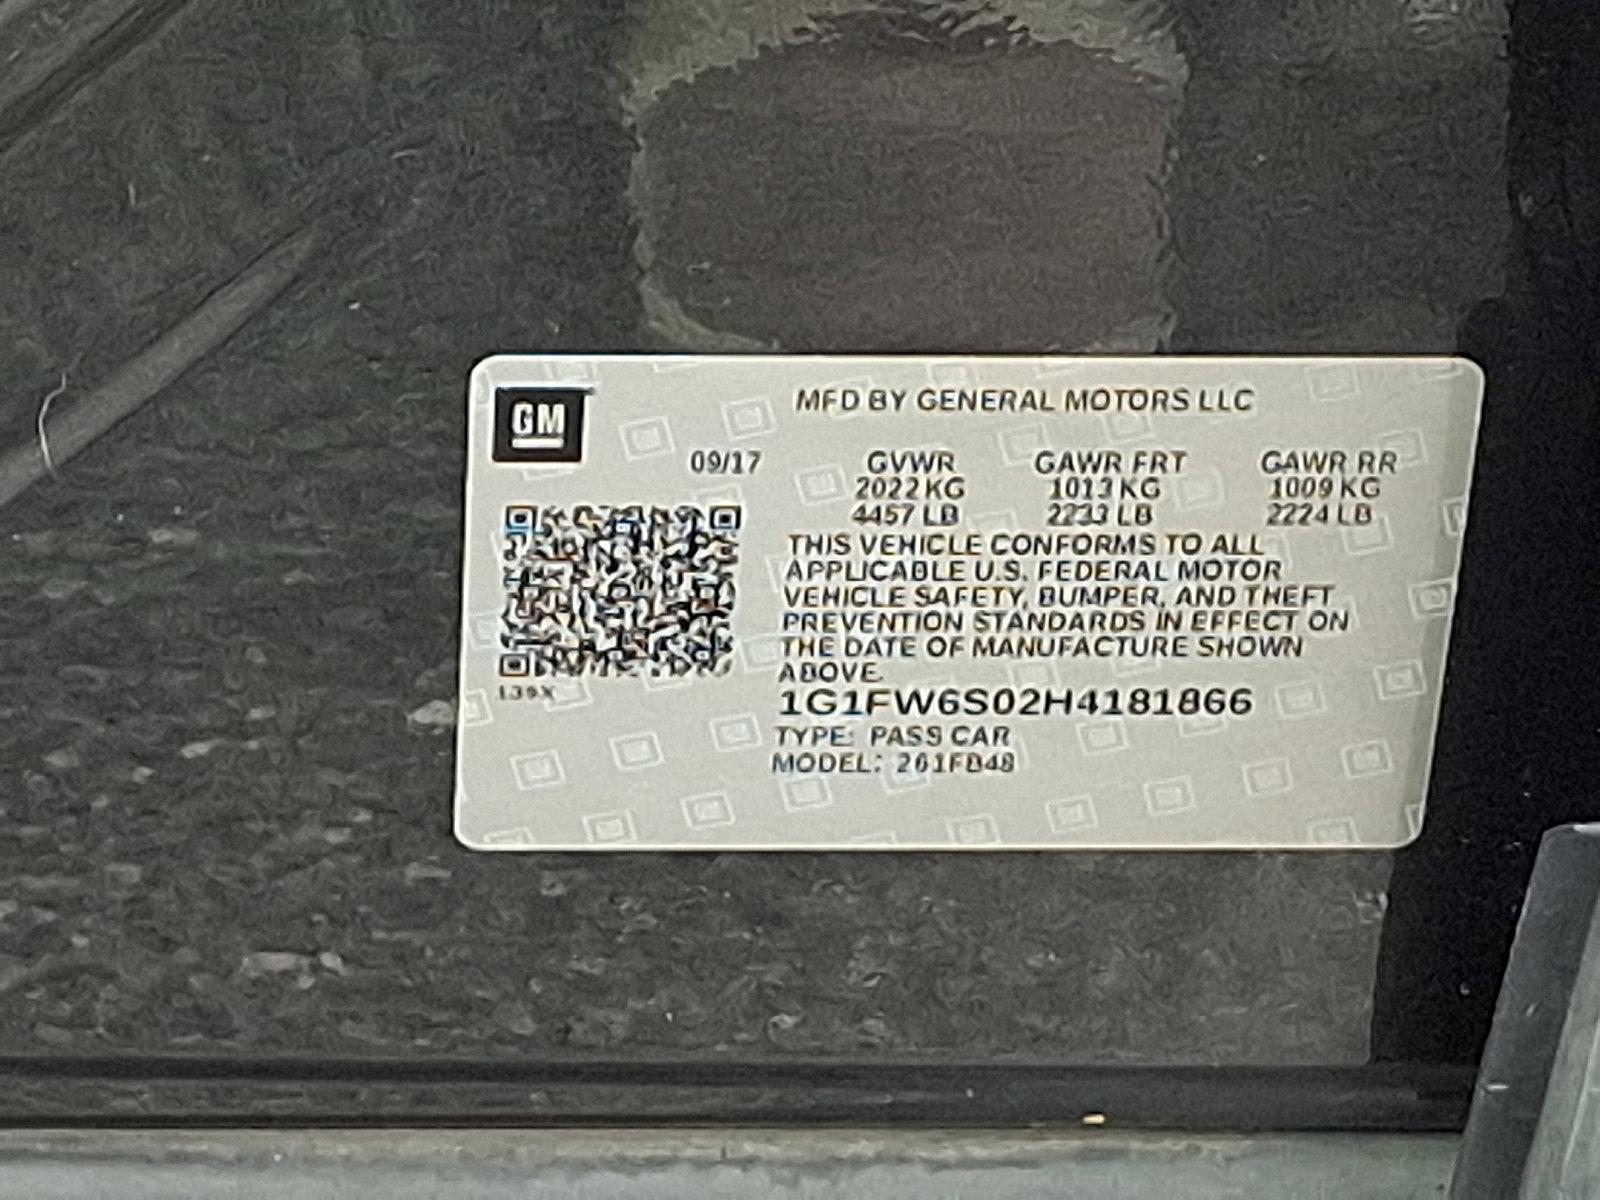 GM
MFD BY GENERAL MOTORS LLC
09/17 GVWR GAWR FRT GAWR RR
2022 KG 1013 KG 1009 KG
4457 LB 2233 LB 2224 LB
THIS VEHICLE CONFORMS TO ALL
APPLICABLE U.S. FEDERAL MOTOR
VEHICLE SAFETY, BUMPER, AND THEFT
PREVENTION STANDARDS IN EFFECT ON
THE DATE OF MANUFACTURE SHOWN
ABOVE.
1G1FW6S02H4181866
TYPE: PASS CAR
MODEL: